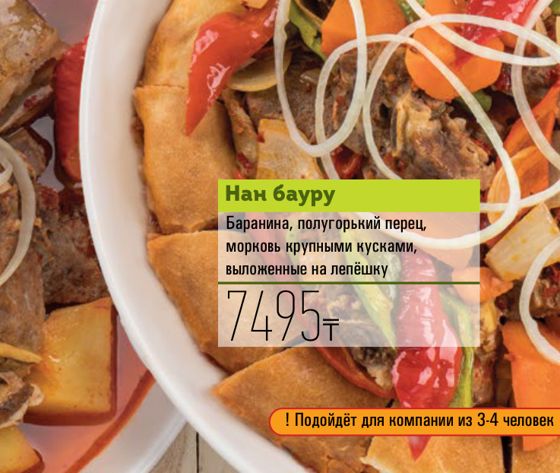 Нан бауру
Баранина, полугорький перец,
морковь крупными кусками,
выложенные на лепёшку
7495₸
! Подойдёт для компании из 3-4 человек